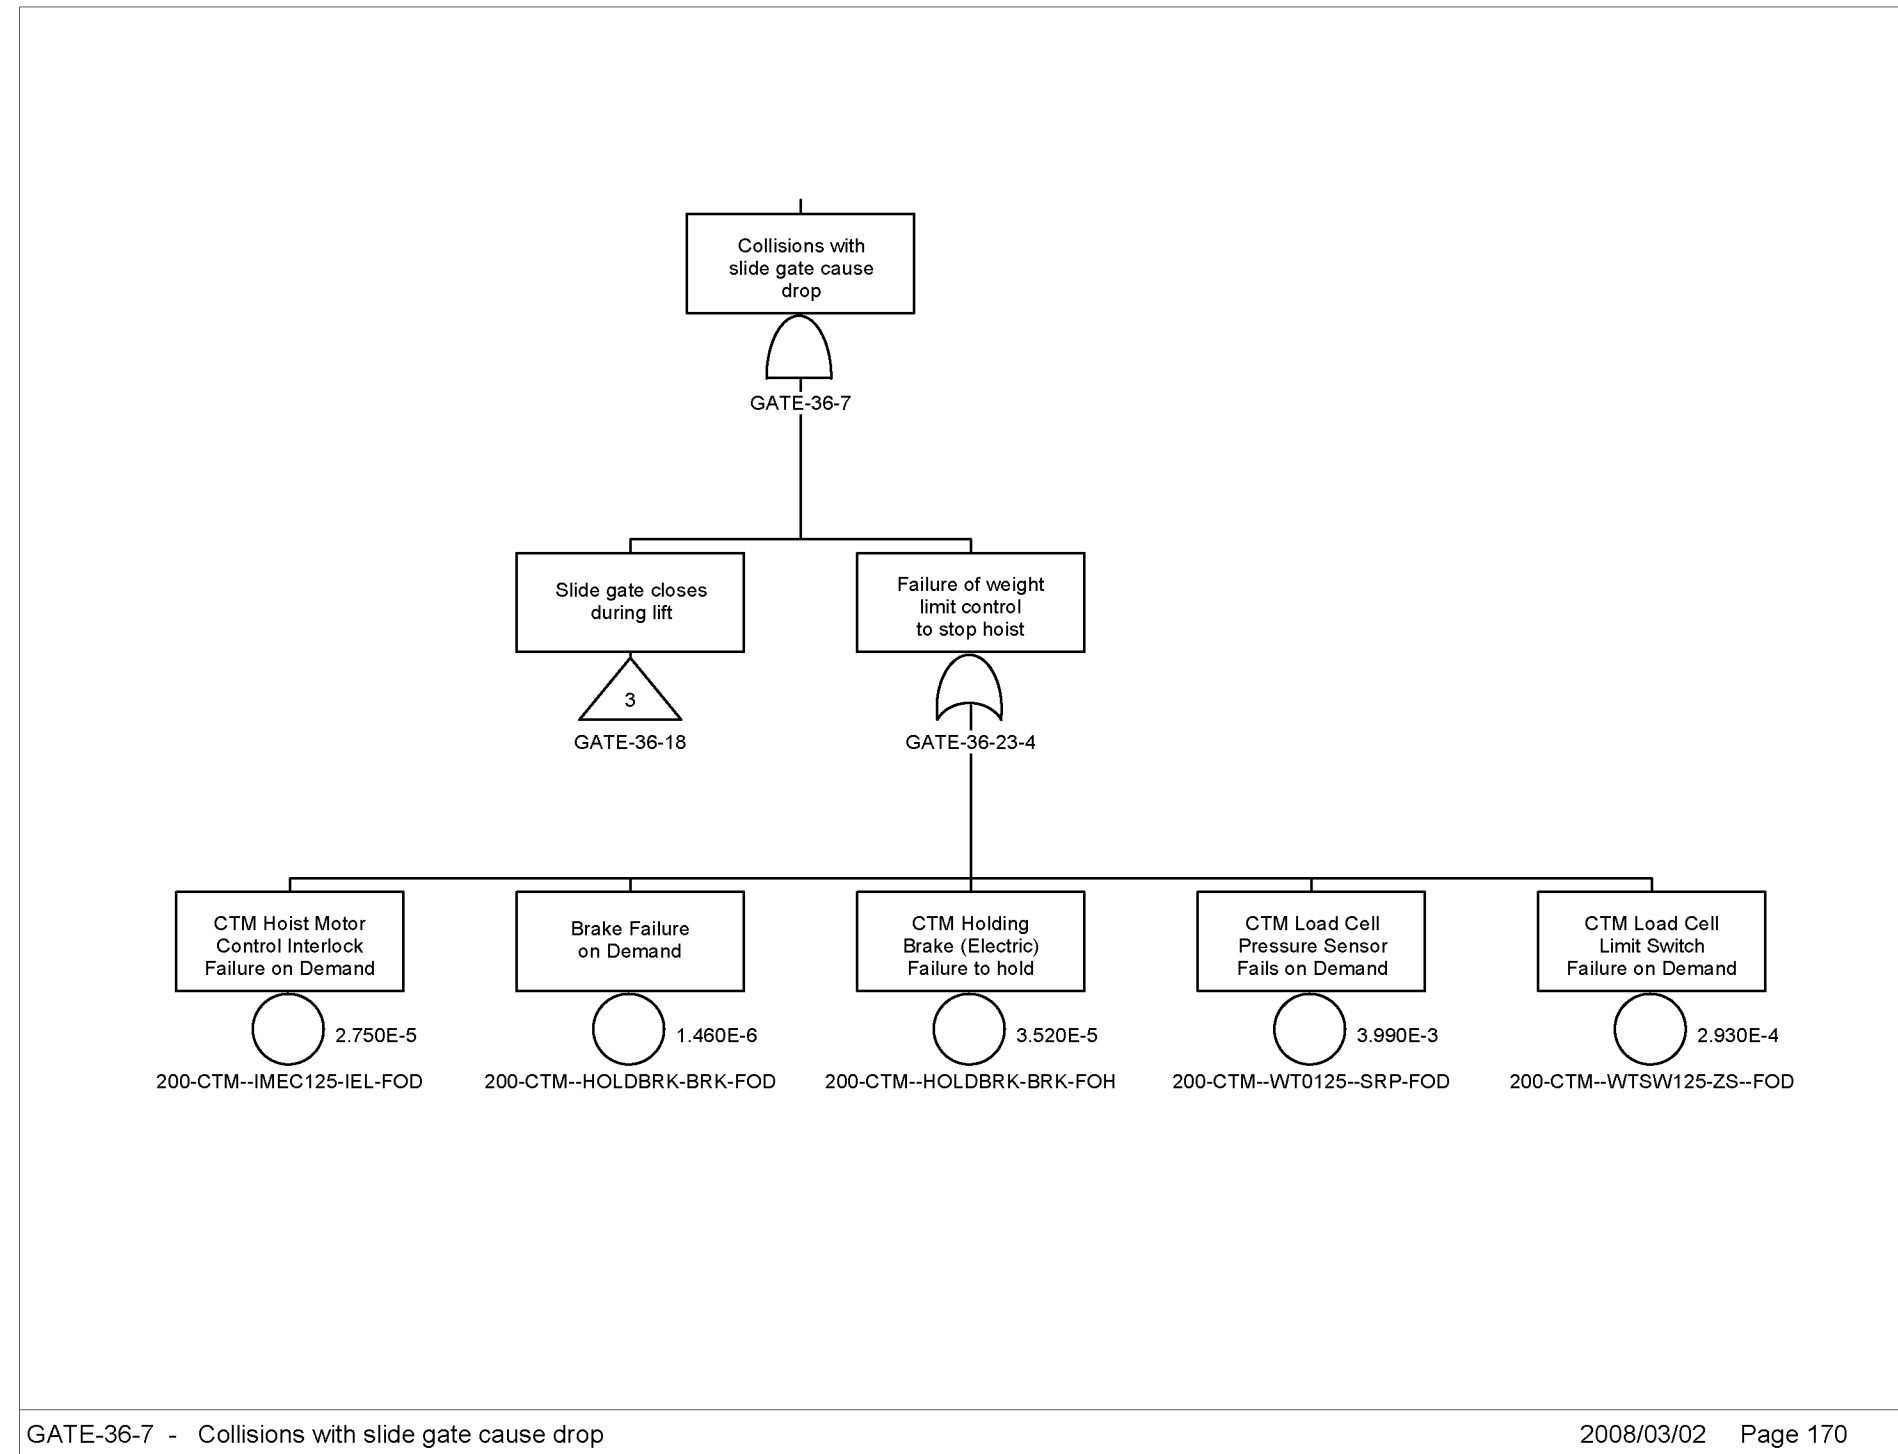 Collisions with
slide gate cause
drop
GATE-36-7
Slide gate closes
during lift
3
GATE-36-18
Failure of weight
limit control
to stop hoist
GATE-36-23-4
CTM Hoist Motor
Control Interlock
Failure on Demand
2.750E-5
200-CTM--IMEC125-IEL-FOD
Brake Failure
on Demand
1.460E-6
200-CTM--HOLDBRK-BRK-FOD
CTM Holding
Brake (Electric)
Failure to hold
3.520E-5
200-CTM--HOLDBRK-BRK-FOH
CTM Load Cell
Pressure Sensor
Fails on Demand
3.990E-3
200-CTM--WT0125--SRP-FOD
CTM Load Cell
Limit Switch
Failure on Demand
2.930E-4
200-CTM--WTSW125-ZS--FOD
GATE-36-7 - Collisions with slide gate cause drop
2008/03/02 Page 170